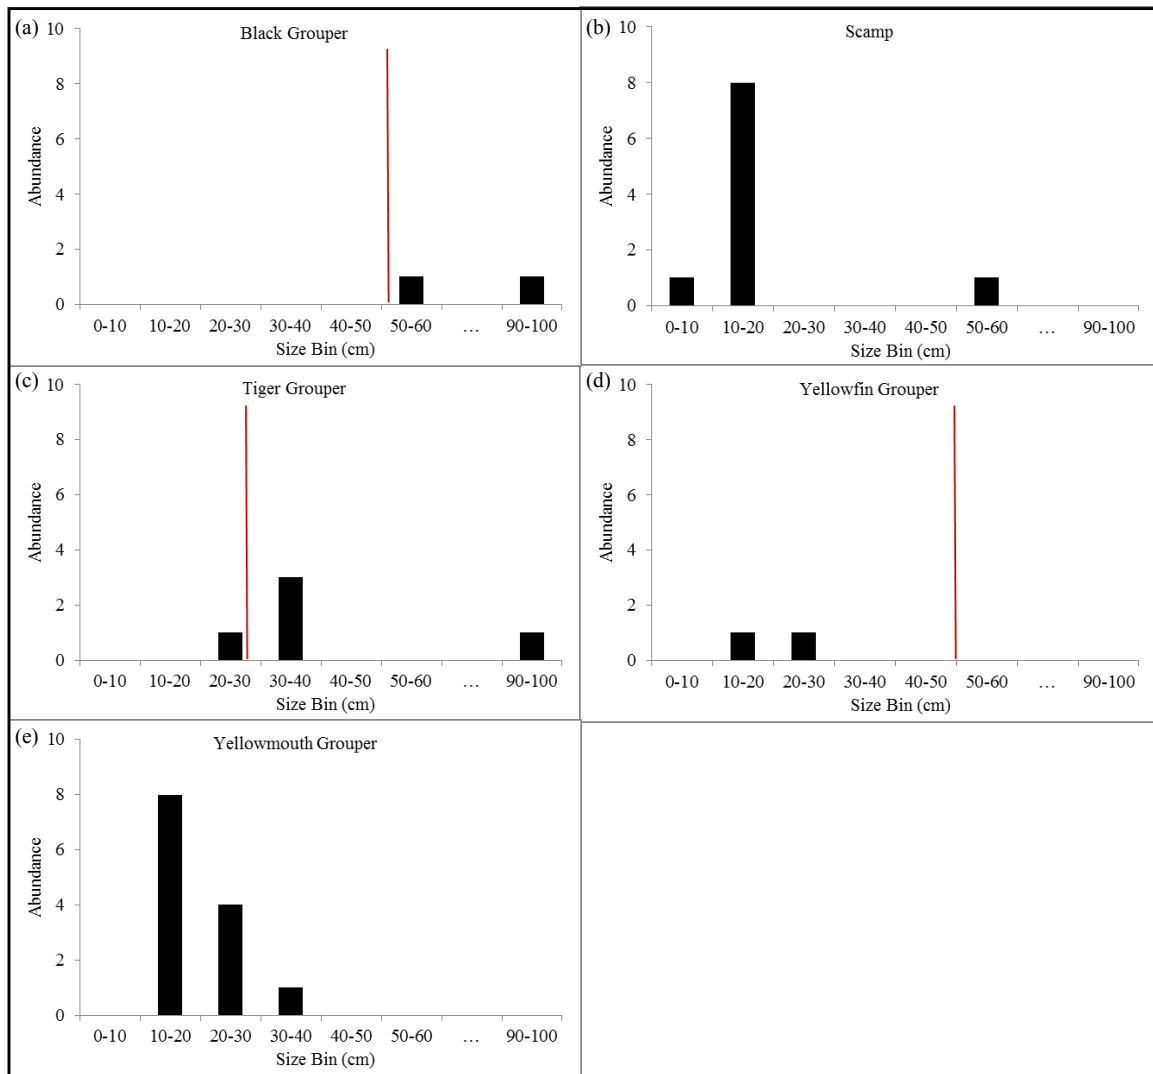 (a)
Black Grouper
10
8
6
4
2
0
Abundance
0-10 10-20 20-30 30-40 40-50 50-60 … 90-100
Size Bin (cm)
(b)
Scamp
10
8
6
4
2
0
Abundance
0-10 10-20 20-30 30-40 40-50 50-60 … 90-100
Size Bin (cm)
(c)
Tiger Grouper
10
8
6
4
2
0
Abundance
0-10 10-20 20-30 30-40 40-50 50-60 … 90-100
Size Bin (cm)
(d)
Yellowfin Grouper
10
8
6
4
2
0
Abundance
0-10 10-20 20-30 30-40 40-50 50-60 … 90-100
Size Bin (cm)
(e)
Yellowmouth Grouper
10
8
6
4
2
0
Abundance
0-10 10-20 20-30 30-40 40-50 50-60 … 90-100
Size Bin (cm)